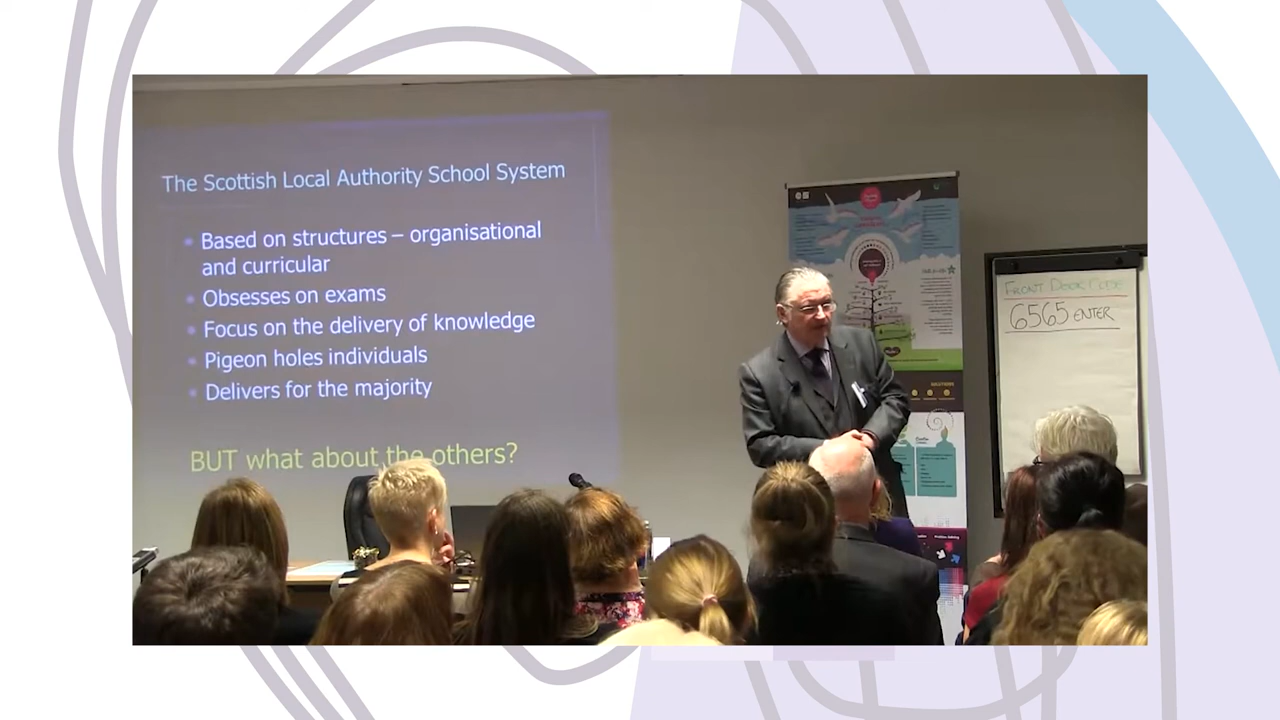 The Scottish Local Authority School System
Based on structures – organisational
and curricular
Obsesses on exams
Focus on the delivery of knowledge
Pigeon holes individuals
Delivers for the majority
BUT what about the others?
FRONT DOOR CODE
6565 ENTER